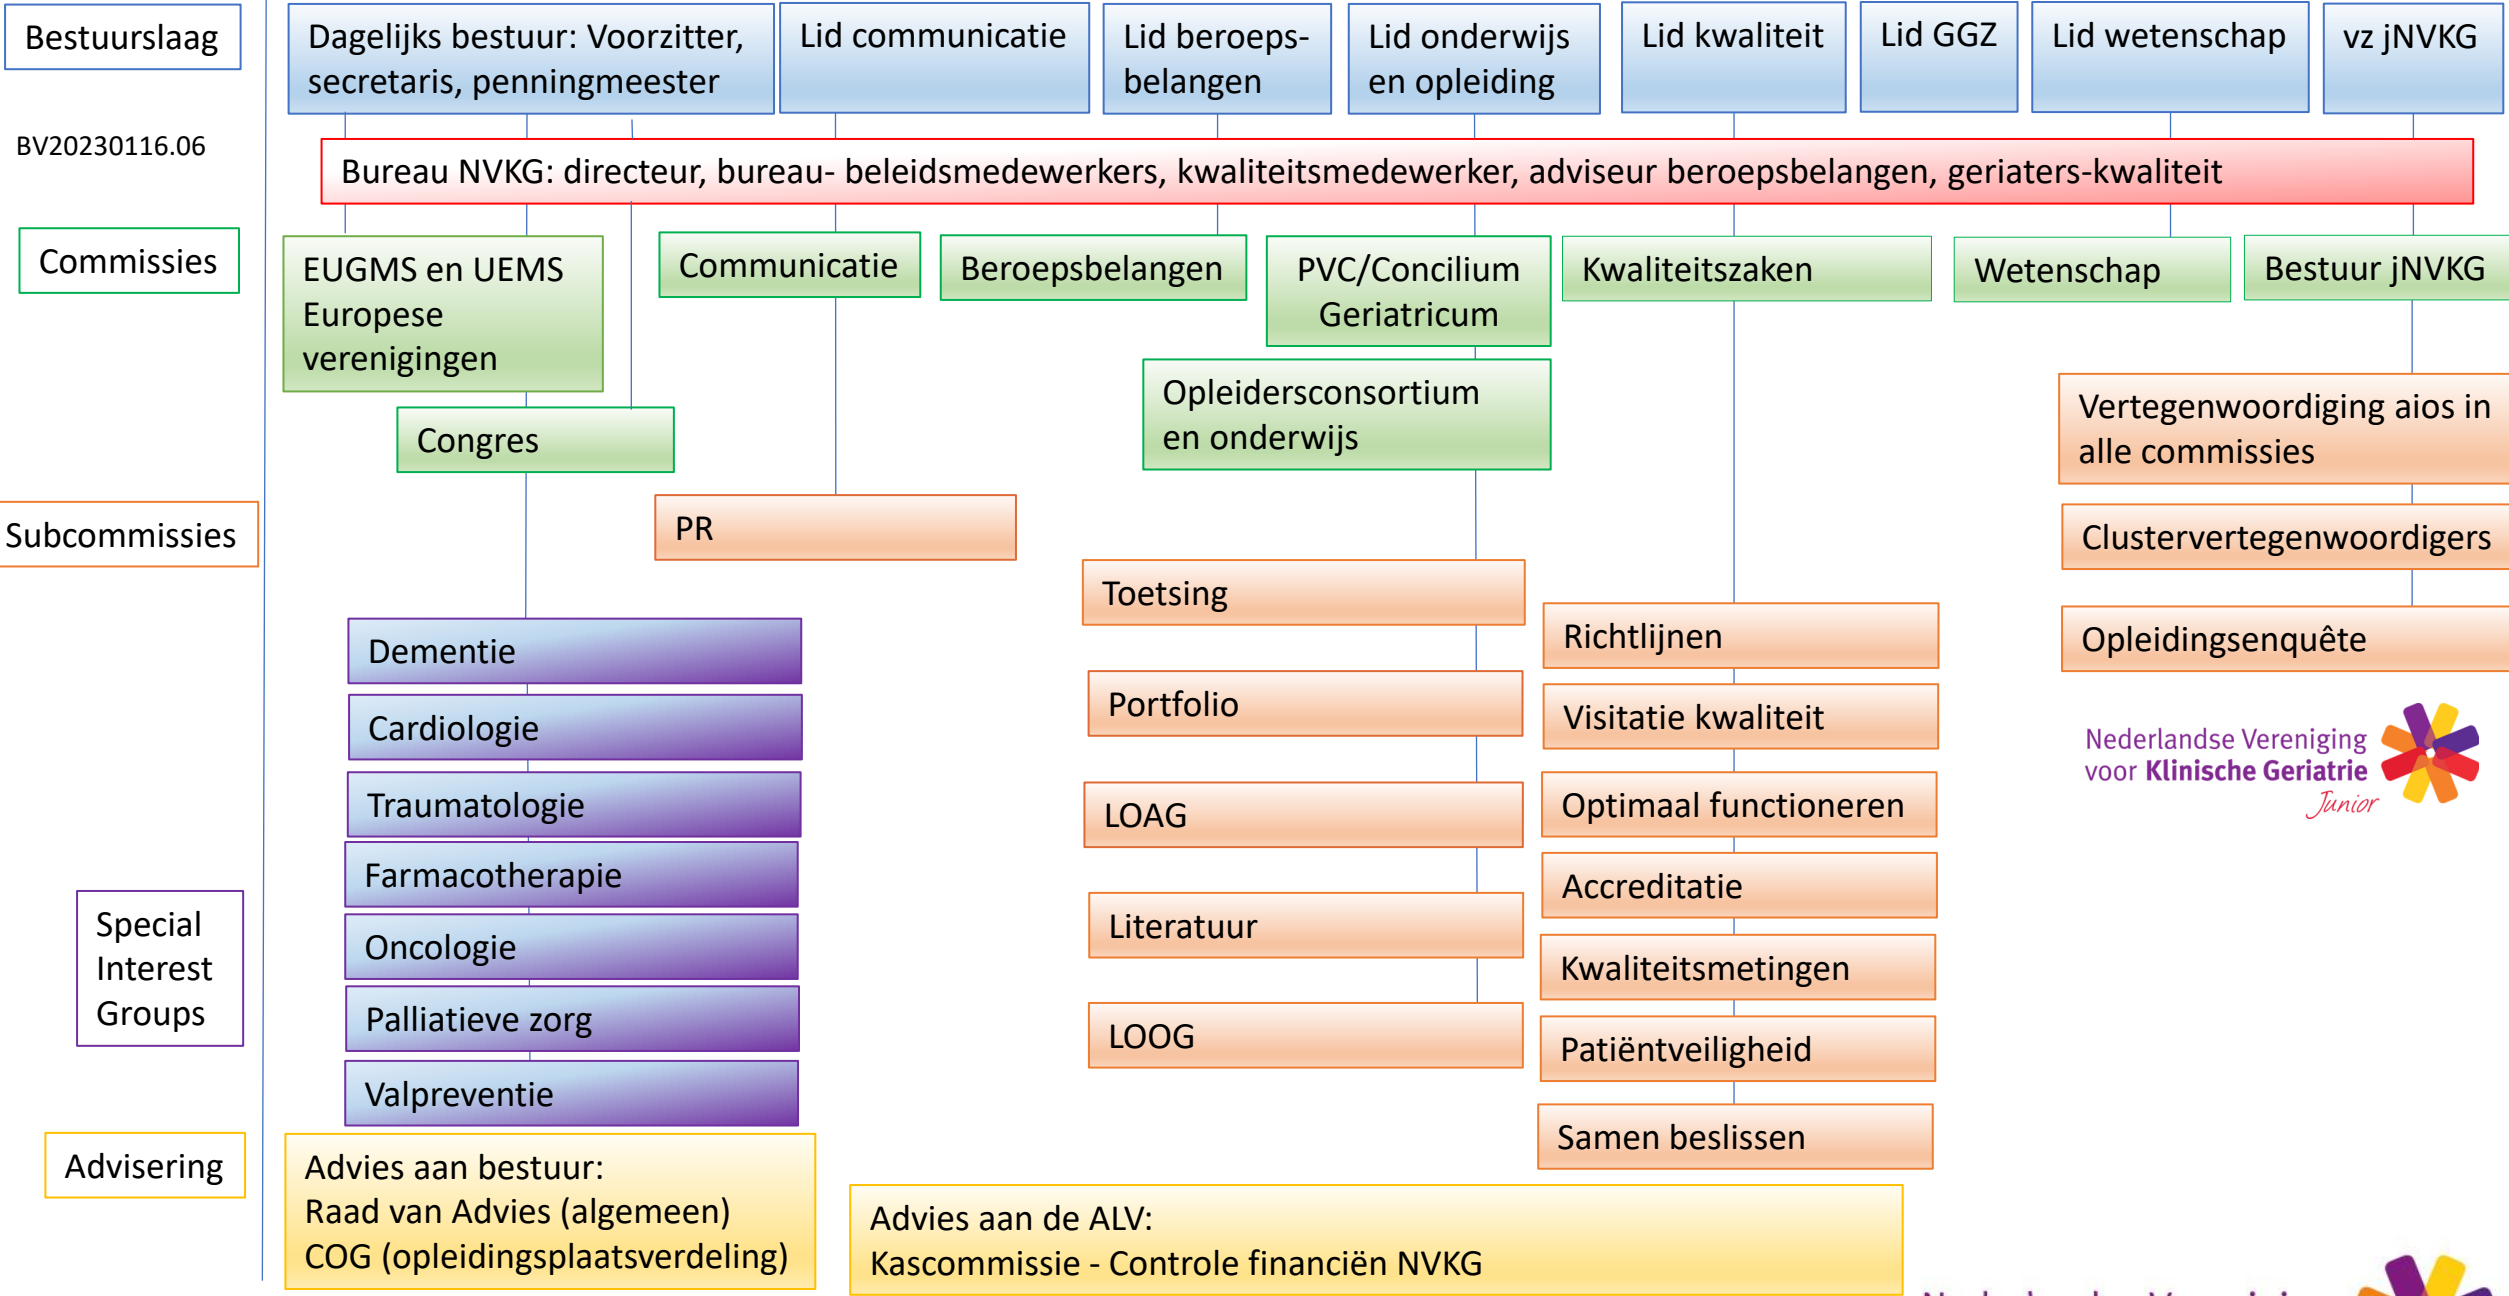 Bestuurslaag
Dagelijks bestuur: Voorzitter,
secretaris, penningmeester
Lid communicatie
Lid beroeps-
belangen
Lid onderwijs
en opleiding
Lid kwaliteit
Lid GGZ
Lid wetenschap
vz jNVKG
BV20230116.06
Bureau NVKG: directeur, bureau- beleidsmedewerkers, kwaliteitsmedewerker, adviseur beroepsbelangen, geriaters-kwaliteit
Commissies
EUGMS en UEMS
Europese
verenigingen
Communicatie
Beroepsbelangen
PVC/Concilium
Geriatricum
Kwaliteitszaken
Wetenschap
Bestuur jNVKG
Opleidersconsortium
en onderwijs
Congres
Vertegenwoordiging aios in
alle commissies
Subcommissies
PR
Clustervertegenwoordigers
Toetsing
Richtlijnen
Opleidingsenquête
Dementie
Portfolio
Visitatie kwaliteit
Cardiologie
Nederlandse Vereniging
voor Klinische Geriatrie
Junior
Traumatologie
LOAG
Optimaal functioneren
Farmacotherapie
Accreditatie
Special
Interest
Groups
Oncologie
Literatuur
Kwaliteitsmetingen
Palliatieve zorg
LOOG
Patiëntveiligheid
Valpreventie
Samen beslissen
Advisering
Advies aan bestuur:
Raad van Advies (algemeen)
COG (opleidingsplaatsverdeling)
Advies aan de ALV:
Kascommissie - Controle financiën NVKG